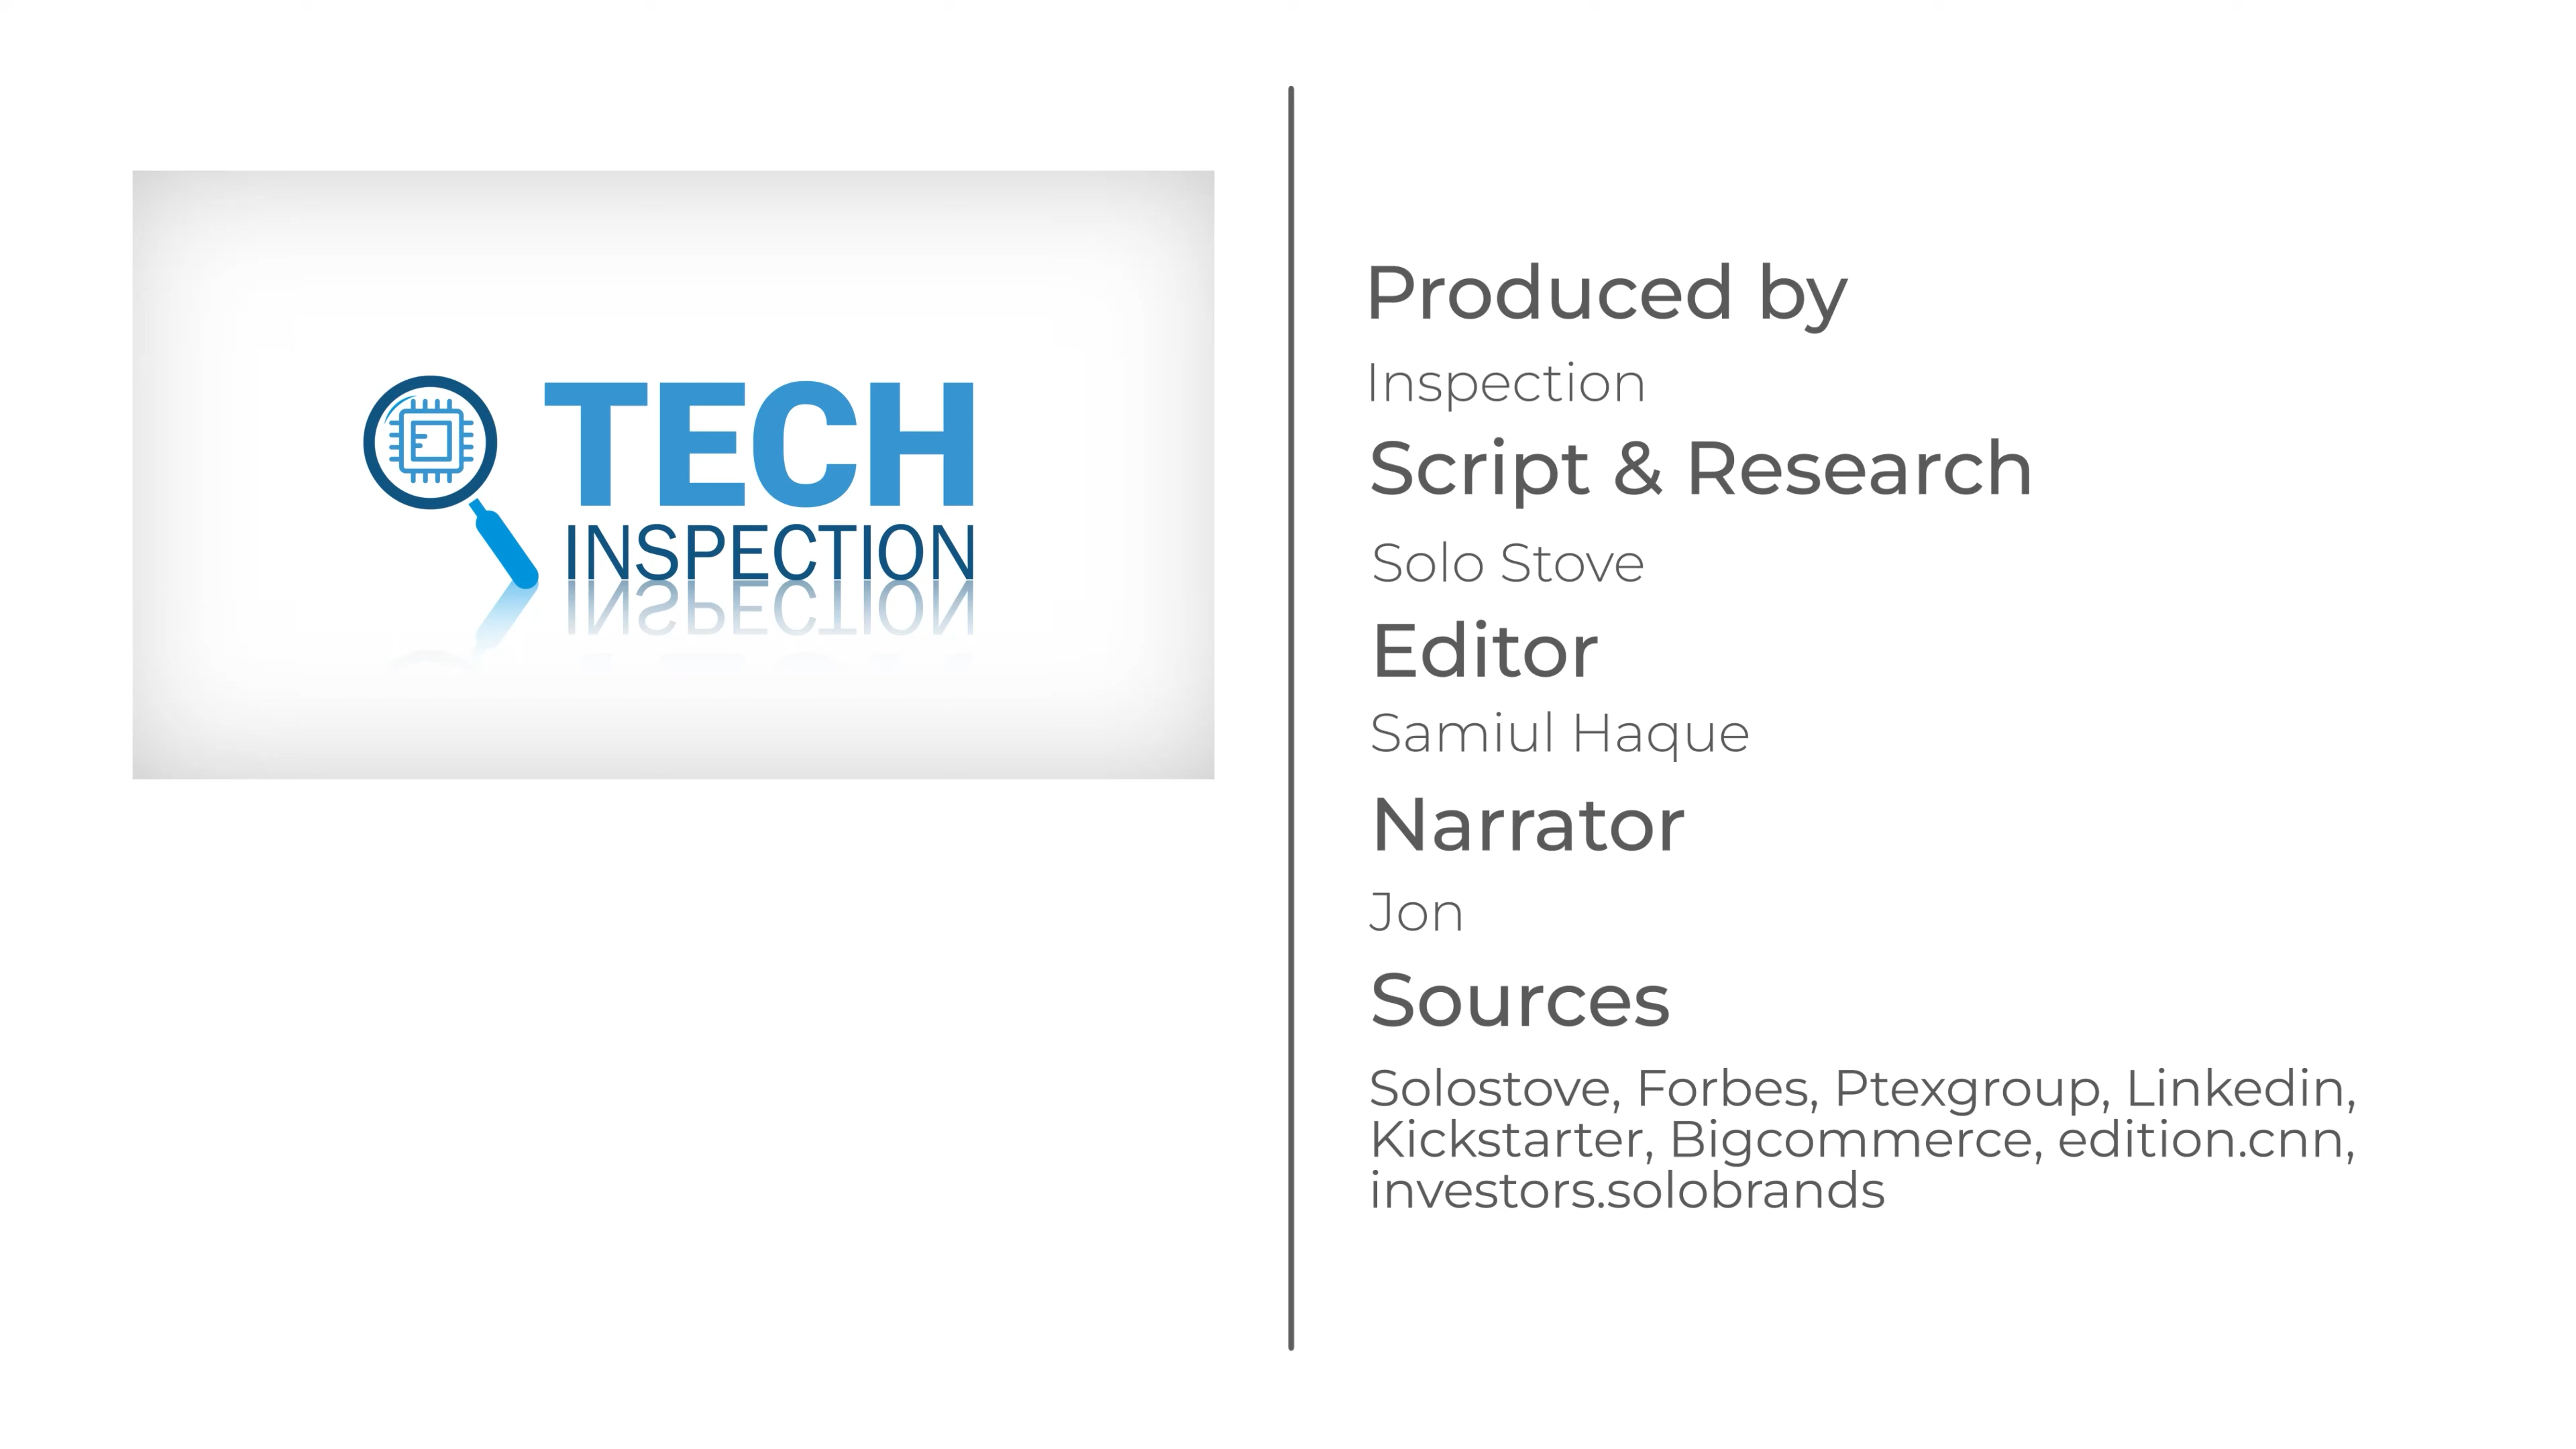 TECH
INSPECTION
Produced by
Inspection
Script & Research
Solo Stove
Editor
Samiul Haque
Narrator
Jon
Sources
Solostove, Forbes, Ptexgroup, Linkedin,
Kickstarter, Bigcommerce, edition.cnn,
investors.solobrands